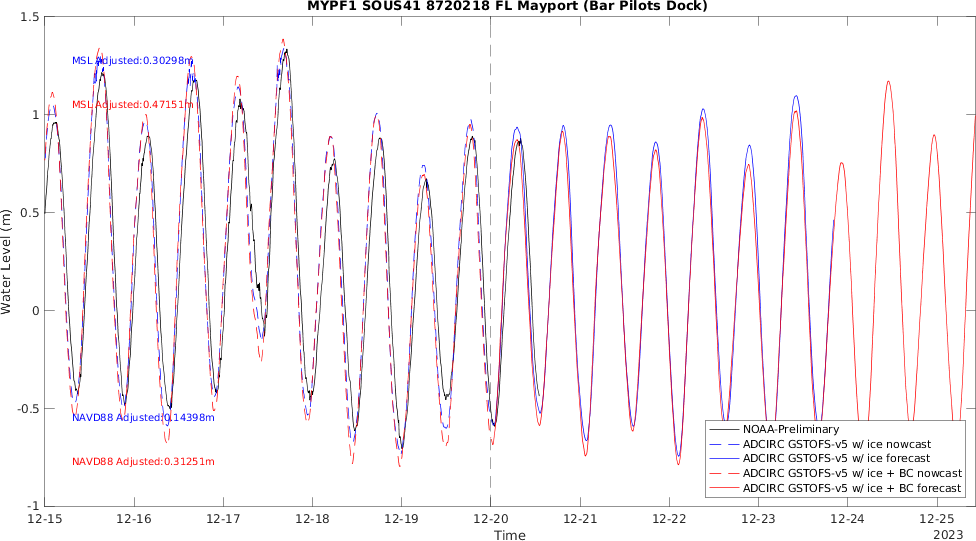 MYPF1 SOUS41 8720218 FL Mayport (Bar Pilots Dock)
1.5
1
0.5
0
-0.5
-1
Water Level (m)
MSL Adjusted:0.30298m
MSL Adjusted:0.47151m
NAVD88 Adjusted:0.14398m
NAVD88 Adjusted:0.31251m
NOAA-Preliminary
ADCIRC GSTOFS-v5 w/ ice nowcast
ADCIRC GSTOFS-v5 w/ ice forecast
ADCIRC GSTOFS-v5 w/ ice + BC nowcast
ADCIRC GSTOFS-v5 w/ ice + BC forecast
12-15 12-16 12-17 12-18 12-19 12-20 12-21 12-22 12-23 12-24 12-25
Time
2023